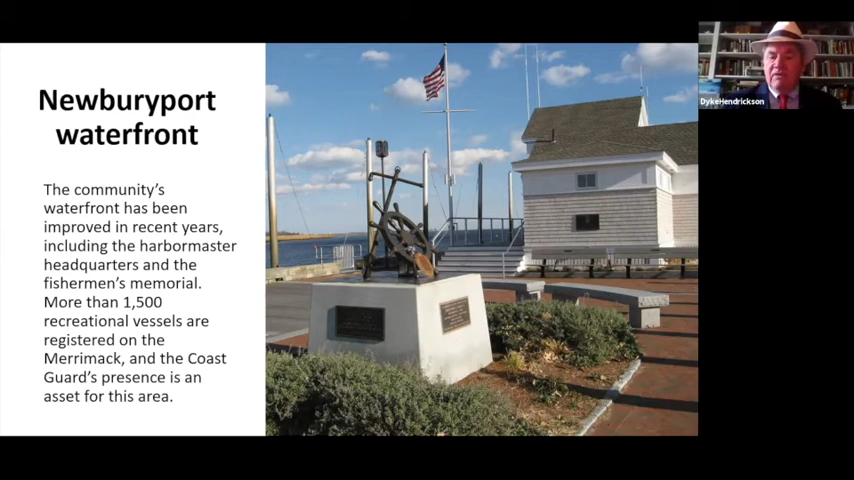 Newburyport
waterfront
The community's
waterfront has been
improved in recent years,
including the harbormaster
headquarters and the
fishermen's memorial.
More than 1,500
recreational vessels are
registered on the
Merrimack, and the Coast
Guard's presence is an
asset for this area.
DykeHendrickson